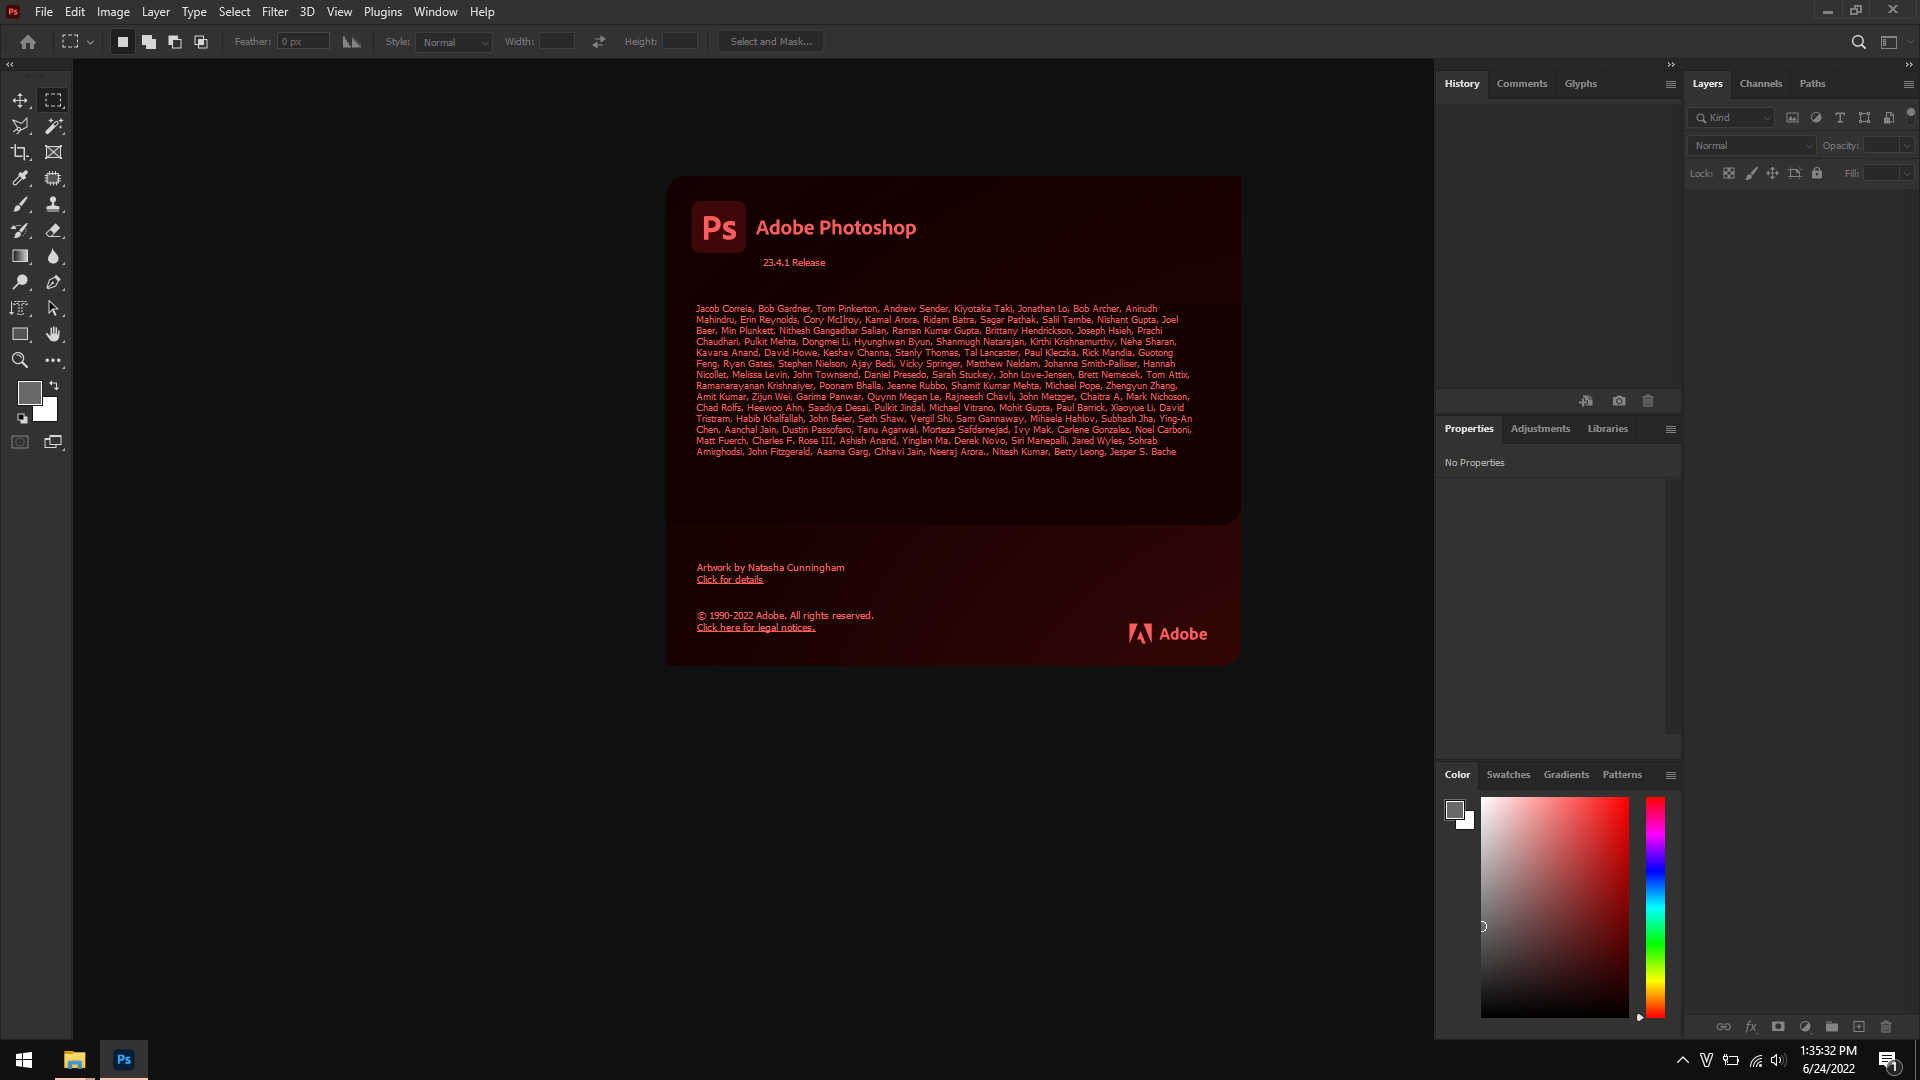 Ps File Edit Image Layer Type Select Filter 3D View Plugins Window Help
Feather: 0 px Style: Normal Width: Height: Select and Mask...
History Comments Glyphs
Layers Channels Paths
Kind
Normal Opacity:
Lock: Fill:
Ps Adobe Photoshop
23.4.1 Release
Jacob Correia, Bob Gardner, Tom Pinkerton, Andrew Sender, Kiyotaka Taki, Jonathan Lo, Bob Archer, Anirudh
Mahindru, Erin Reynolds, Cory McIlroy, Kamal Arora, Ridam Batra, Sagar Pathak, Salil Tambe, Nishant Gupta, Joel
Baer, Min Plunkett, Nithesh Gangadhar Salian, Raman Kumar Gupta, Brittany Hendrickson, Joseph Hsieh, Prachi
Chaudhari, Pulkit Mehta, Dongmei Li, Hyunghwan Byun, Shanmugh Natarajan, Kirthi Krishnamurthy, Neha Sharan,
Kavana Anand, David Howe, Keshav Channa, Stanly Thomas, Tal Lancaster, Paul Kleczka, Rick Mandia, Guotong
Feng, Ryan Gates, Stephen Nielson, Ajay Bedi, Vicky Springer, Matthew Neldam, Johanna Smith-Palliser, Hannah
Nicollet, Melissa Levin, John Townsend, Daniel Presedo, Sarah Stuckey, John Love-Jensen, Brett Nemecek, Tom Attix,
Ramanarayanan Krishnaiyer, Poonam Bhalla, Jeanne Rubbo, Shamit Kumar Mehta, Michael Pope, Zhengyun Zhang,
Amit Kumar, Zijun Wei, Garima Panwar, Quynn Megan Le, Rajneesh Chavli, John Metzger, Chaitra A, Mark Nichoson,
Chad Rolfs, Heewoo Ahn, Saadiya Desai, Pulkit Jindal, Michael Vitrano, Mohit Gupta, Paul Barrick, Xiaoyue Li, David
Tristram, Habib Khalfallah, John Beier, Seth Shaw, Vergil Shi, Sam Gannaway, Mihaela Hahlov, Subhash Jha, Ying-An
Chen, Aanchal Jain, Dustin Passofaro, Tanu Agarwal, Morteza Safdarnejad, Ivy Mak, Carlene Gonzalez, Noel Carboni,
Matt Fuerch, Charles F. Rose III, Ashish Anand, Yinglan Ma, Derek Novo, Siri Manepalli, Jared Wyles, Sohrab
Amirghodsi, John Fitzgerald, Aasma Garg, Chhavi Jain, Neeraj Arora., Nitesh Kumar, Betty Leong, Jesper S. Bache
Artwork by Natasha Cunningham
Click for details
© 1990-2022 Adobe. All rights reserved.
Click here for legal notices.
Adobe
Properties Adjustments Libraries
No Properties
Color Swatches Gradients Patterns
fx
Ps
1:35:32 PM
6/24/2022
1